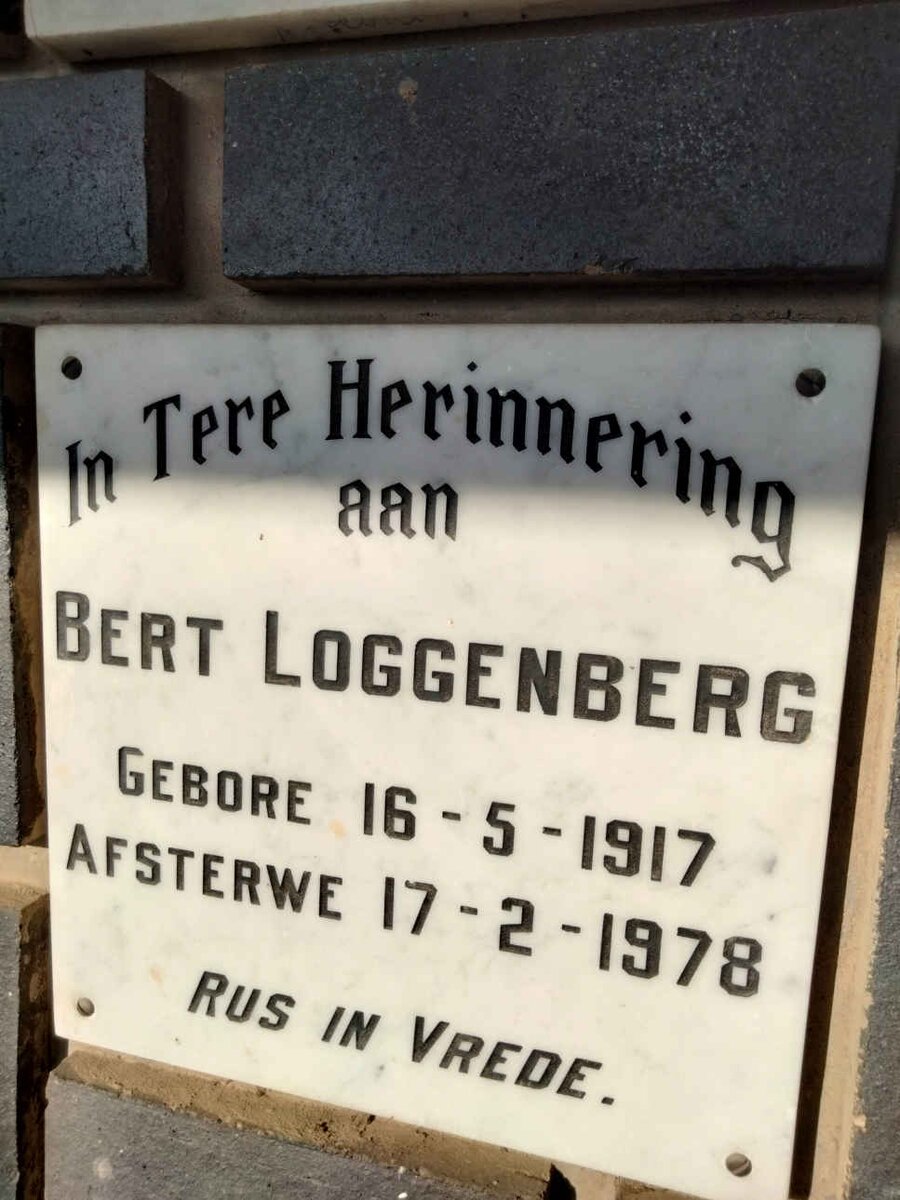 In Tere Herinnering
aan
BERT LOGGENBERG
GEBORE 16-5-1917
AFSTERWE 17-2-1978
RUS IN VREDE.